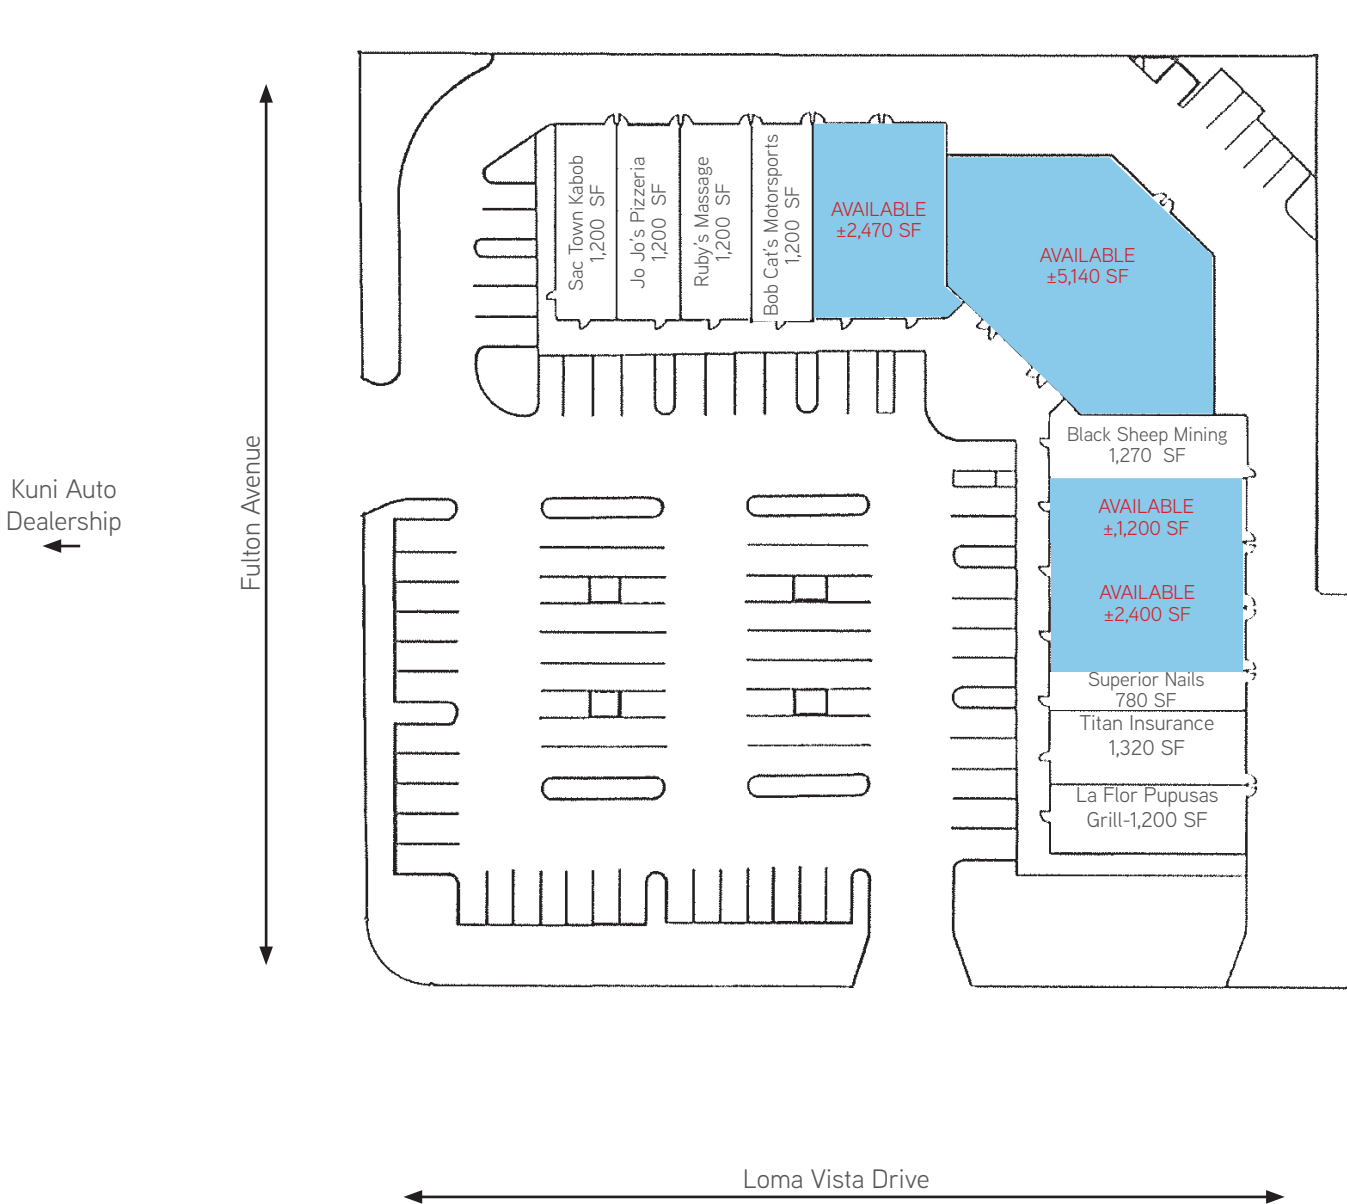 Sac Town Kabob
1,200 SF
Jo Jo's Pizzeria
1,200 SF
Ruby's Massage
1,200 SF
Bob Cat's Motorsports
1,200 SF
AVAILABLE
±2,470 SF
AVAILABLE
±5,140 SF
Black Sheep Mining
1,270 SF
AVAILABLE
±,1,200 SF
AVAILABLE
±2,400 SF
Superior Nails
780 SF
Titan Insurance
1,320 SF
La Flor Pupusas
Grill-1,200 SF
Kuni Auto
Dealership
Fulton Avenue
Loma Vista Drive